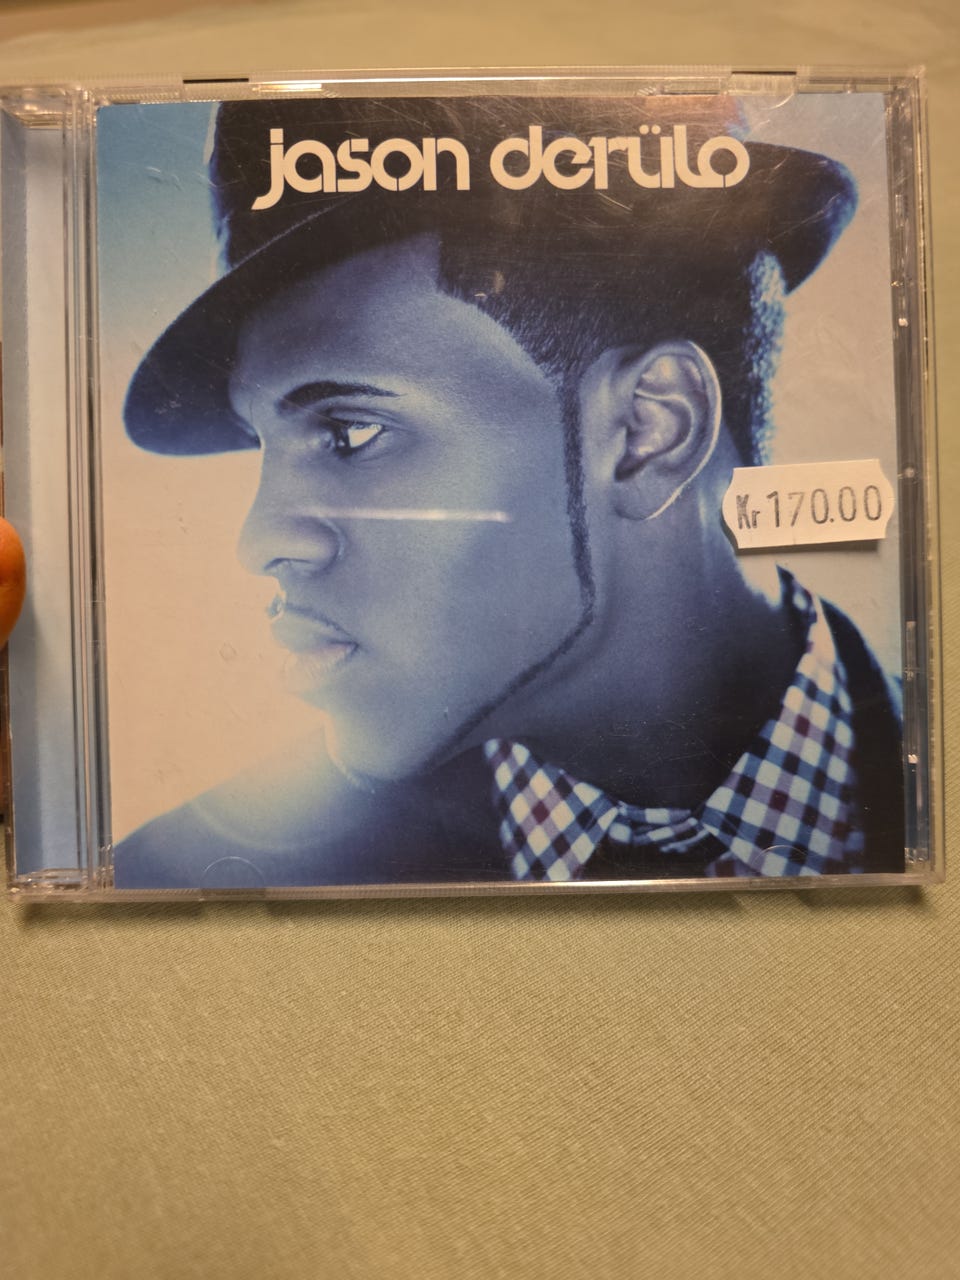 jason derülo
Kr 170.00